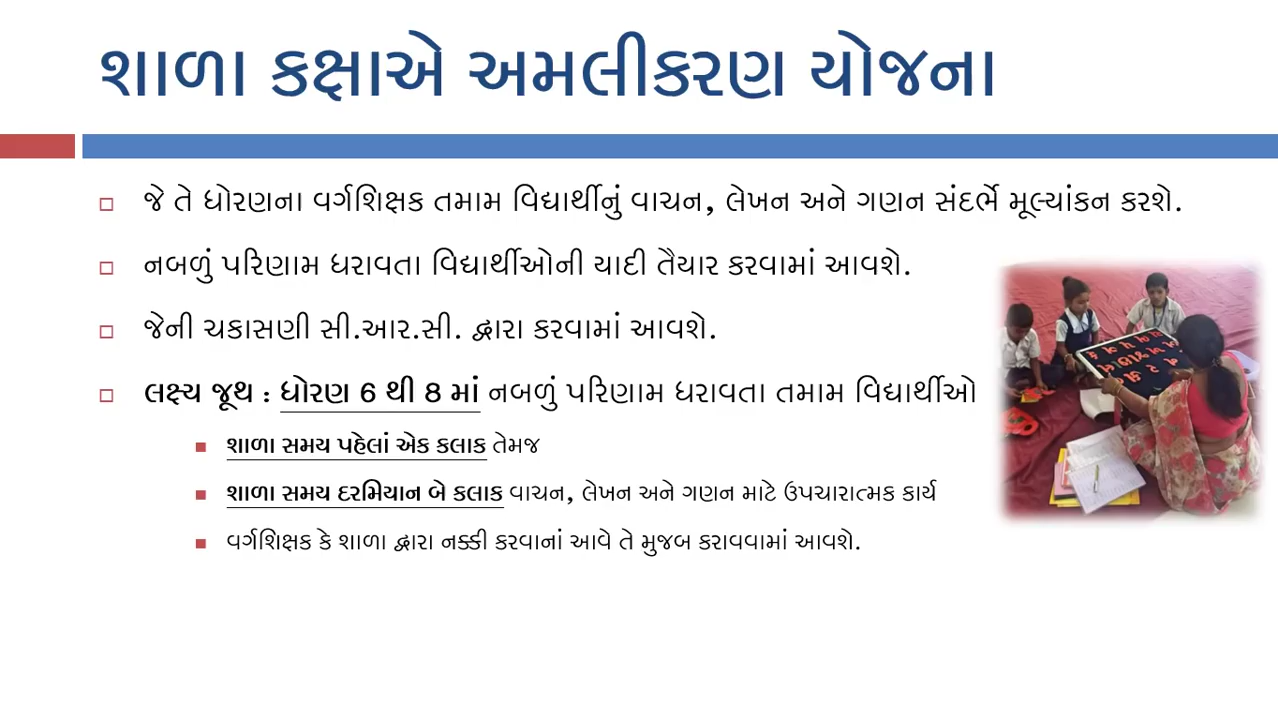 શાળા કક્ષાએ અમલીકરણ યોજના
જે તે ધોરણના વર્ગશિક્ષક તમામ વિદ્યાર્થીનું વાચન, લેખન અને ગણન સંદર્ભે મૂલ્યાંકન કરશે.
નબળું પરિણામ ધરાવતા વિદ્યાર્થીઓની યાદી તૈયાર કરવામાં આવશે.
જેની ચકાસણી સી.આર.સી. દ્વારા કરવામાં આવશે.
લક્ષ્ય જૂથ : ધોરણ 6 થી 8 માં નબળું પરિણામ ધરાવતા તમામ વિદ્યાર્થીઓ
શાળા સમય પહેલાં એક કલાક તેમજ
શાળા સમય દરમિયાન બે કલાક વાચન, લેખન અને ગણન માટે ઉપચારાત્મક કાર્ય
વર્ગશિક્ષક કે શાળા દ્વારા નક્કી કરવાનાં આવે તે મુજબ કરાવવામાં આવશે.